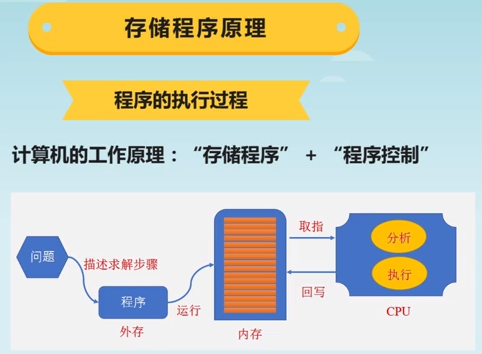 存储程序原理
程序的执行过程
计算机的工作原理：“存储程序” + “程序控制”
问题
描述求解步骤
程序
外存
运行
内存
取指
回写
分析
执行
CPU